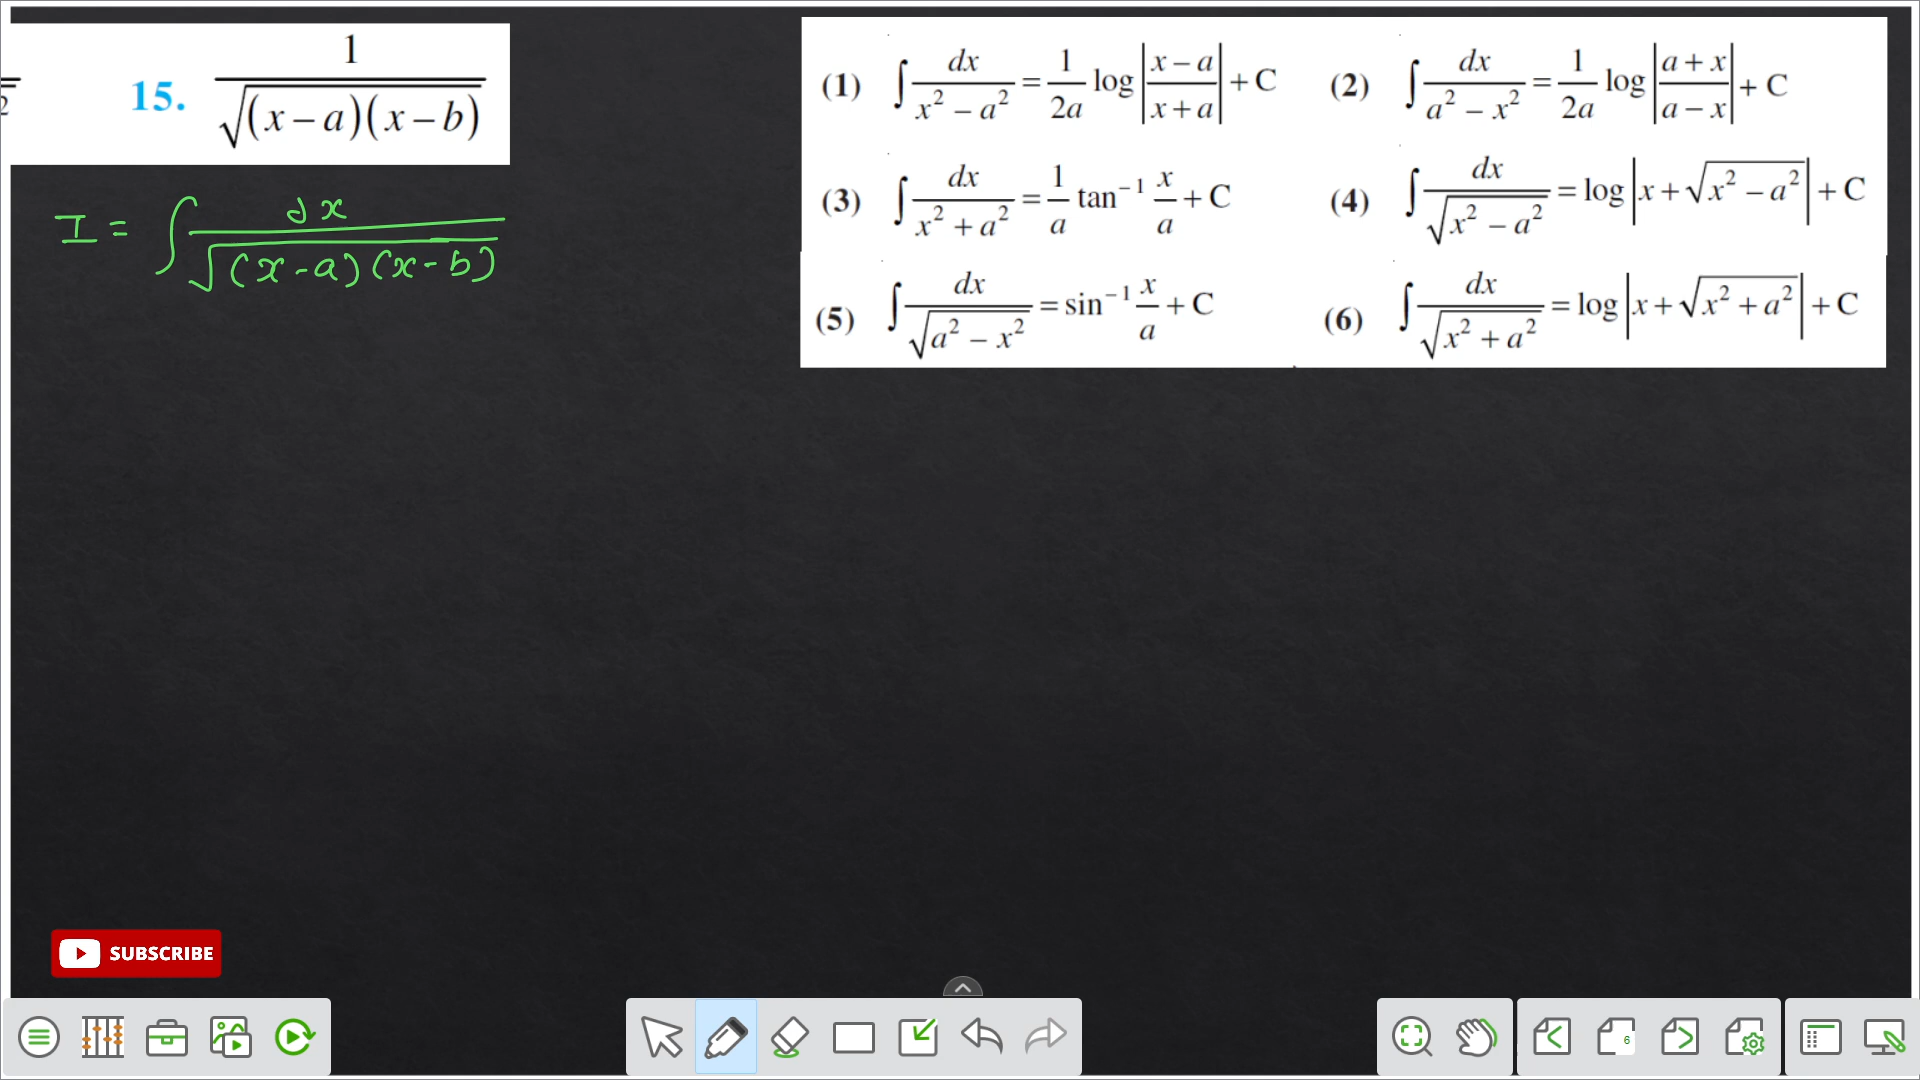 15. 1/√((x – a)(x – b))
I = ∫ dx/√((x-a)(x-b))
(1) ∫ dx/(x² – a²) = 1/2a log |(x – a)/(x + a)| + C
(2) ∫ dx/(a² – x²) = 1/2a log |(a + x)/(a – x)| + C
(3) ∫ dx/(x² + a²) = 1/a tan⁻¹ x/a + C
(4) ∫ dx/√(x² – a²) = log |x + √(x² – a²)| + C
(5) ∫ dx/√(a² – x²) = sin⁻¹ x/a + C
(6) ∫ dx/√(x² + a²) = log |x + √(x² + a²)| + C
SUBSCRIBE
6